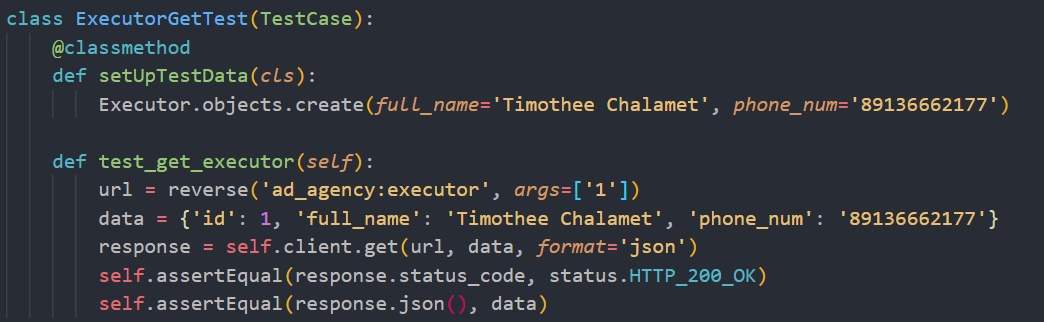 class ExecutorGetTest(TestCase):
    @classmethod
    def setUpTestData(cls):
        Executor.objects.create(full_name='Timothee Chalamet', phone_num='89136662177')

    def test_get_executor(self):
        url = reverse('ad_agency:executor', args=['1'])
        data = {'id': 1, 'full_name': 'Timothee Chalamet', 'phone_num': '89136662177'}
        response = self.client.get(url, data, format='json')
        self.assertEqual(response.status_code, status.HTTP_200_OK)
        self.assertEqual(response.json(), data)